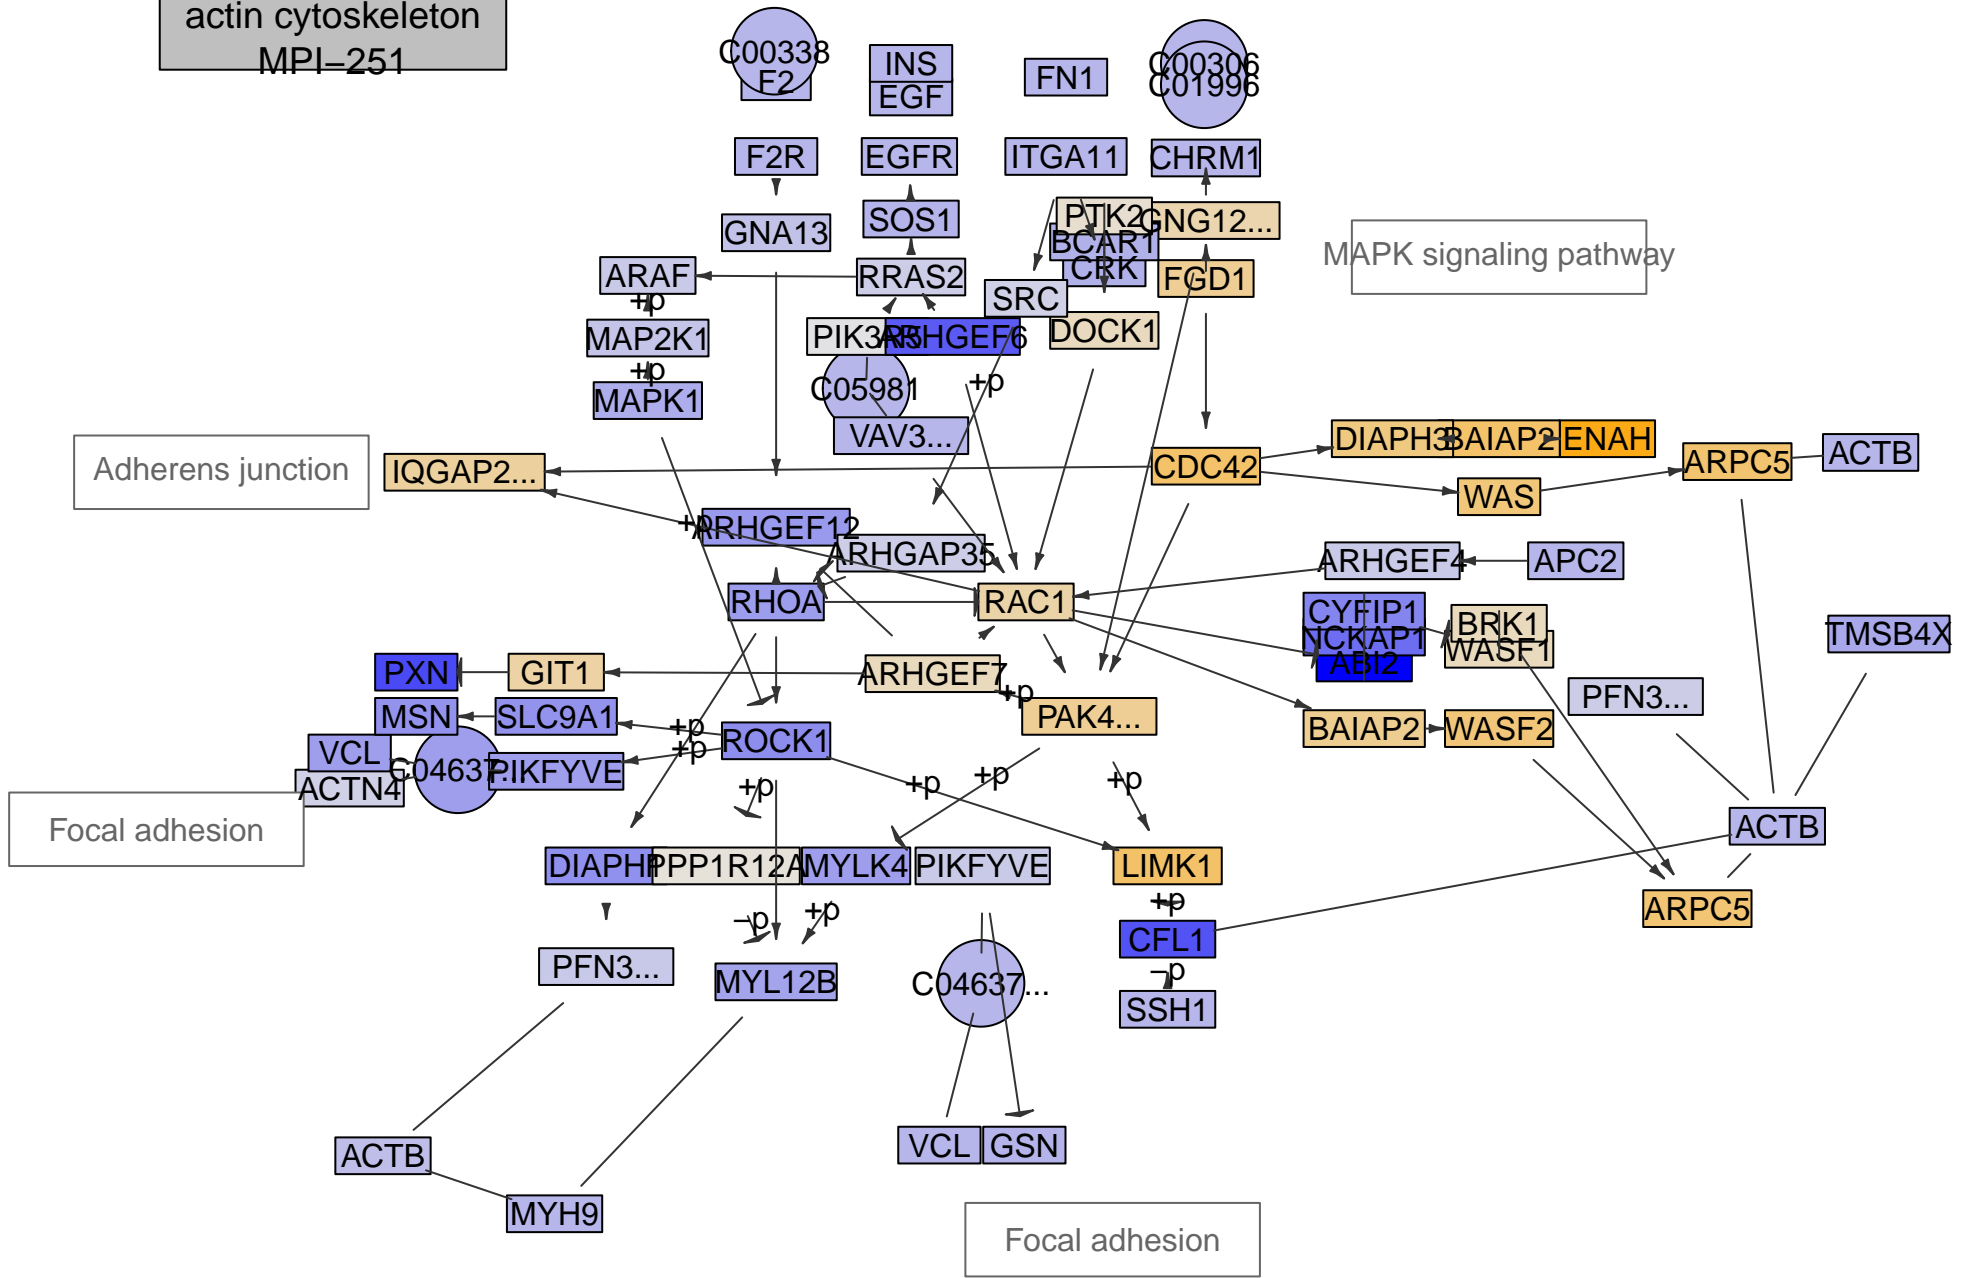 actin cytoskeleton
MPI−251
C00338
F2
INS
EGF
FN1
C00306
C01996
F2R
EGFR
ITGA11
CHRM1
GNA13
SOS1
PTK2
GNG12...
BCAR1
CRK
MAPK signaling pathway
ARAF
RRAS2
SRC
FGD1
+p
MAP2K1
ARHGEF6
DOCK1
+p
MAPK1
C05981
+p
VAV3...
Adherens junction
IQGAP2...
CDC42
DIAPH3
BAIAP2
ENAH
ARPC5
ACTB
WAS
+p
ARHGEF12
ARHGAP35
ARHGEF4
APC2
RHOA
RAC1
CYFIP1
NCKAP1
ABI2
BRK1
WASF1
TMSB4X
PXN
GIT1
ARHGEF7
+p
PFN3...
MSN
SLC9A1
+p
PAK4...
BAIAP2
WASF2
VCL
ACTN4
C04637...
PIKFYVE
+p
ROCK1
+p
+p
+p
+p
Focal adhesion
ACTB
PPP1R12A
MYLK4
PIKFYVE
LIMK1
+p
−p
+p
ARPC5
CFL1
PFN3...
MYL12B
C04637...
−p
SSH1
ACTB
VCL
GSN
MYH9
Focal adhesion